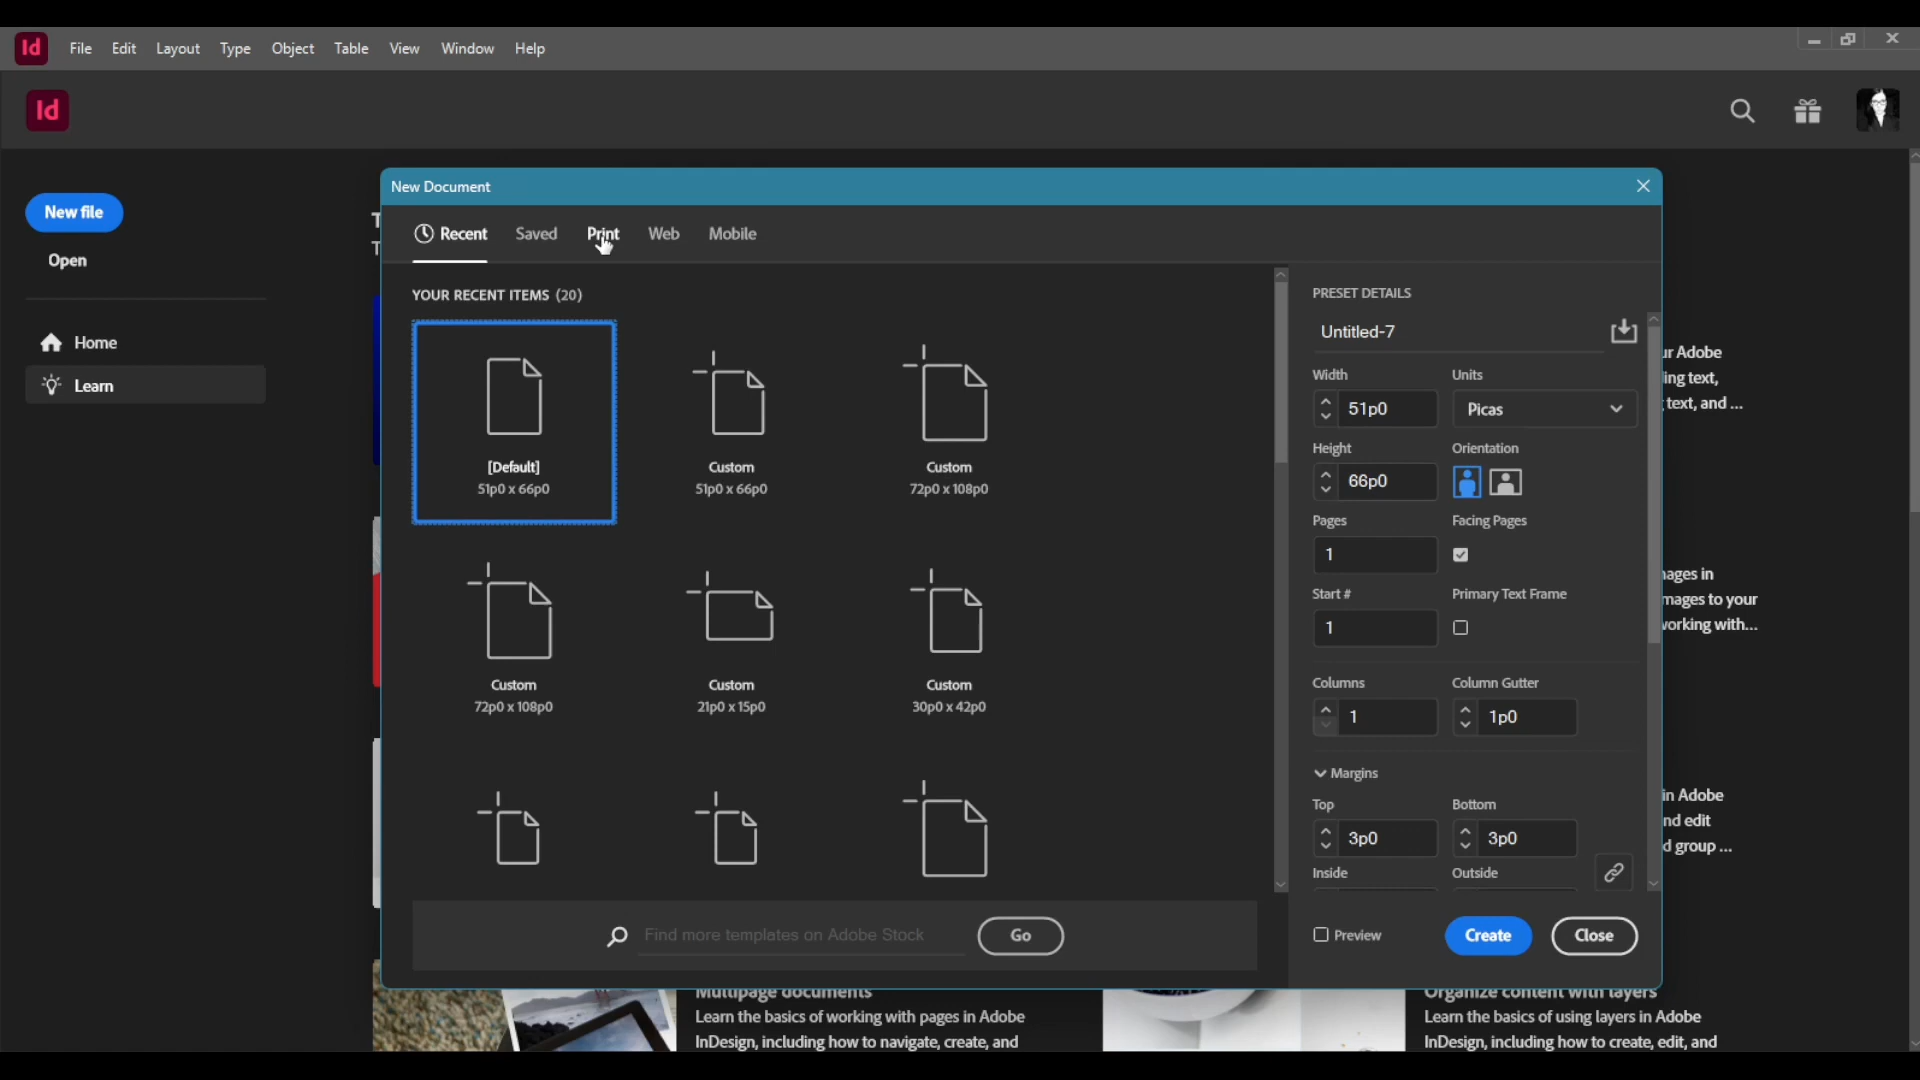 Id File Edit Layout Type Object Table View Window Help
Id
New file
Open
Home
Learn
New Document
Recent Saved Print Web Mobile
YOUR RECENT ITEMS (20)
[Default]
51p0 x 66p0
Custom
51p0 x 66p0
Custom
72p0 x 108p0
Custom
72p0 x 108p0
Custom
21p0 x 15p0
Custom
30p0 x 42p0
Find more templates on Adobe Stock
Go
PRESET DETAILS
Untitled-7
Width Units
51p0 Picas
Height Orientation
66p0
Pages Facing Pages
1
Start # Primary Text Frame
1
Columns Column Gutter
1 1p0
Margins
Top Bottom
3p0 3p0
Inside Outside
Preview Create Close
T
T
ur Adobe
ing text,
text, and ...
nages in
mages to your
vorking with...
in Adobe
nd edit
d group ...
Multipage documents
Learn the basics of working with pages in Adobe
InDesign, including how to navigate, create, and
Organize content with layers
Learn the basics of using layers in Adobe
InDesign, including how to create, edit, and